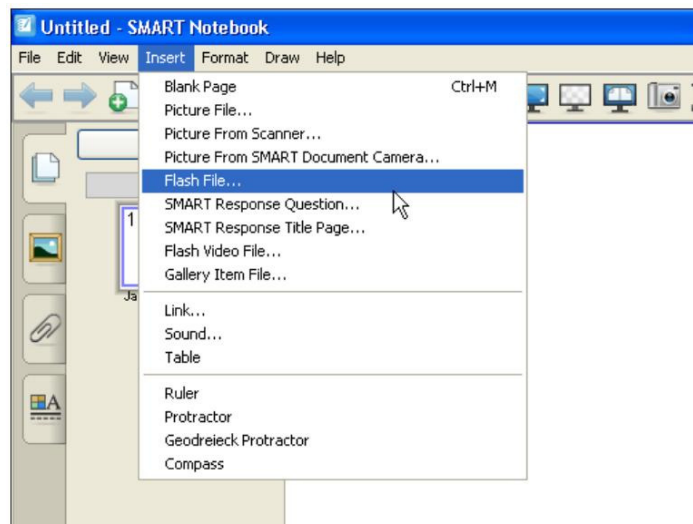 Untitled - SMART Notebook
File Edit View Insert Format Draw Help
Blank Page Ctrl+M
Picture File...
Picture From Scanner...
Picture From SMART Document Camera...
Flash File...
SMART Response Question...
SMART Response Title Page...
Flash Video File...
Gallery Item File...
1
Ja
Link...
Sound...
Table
Ruler
Protractor
Geodreieck Protractor
Compass
A